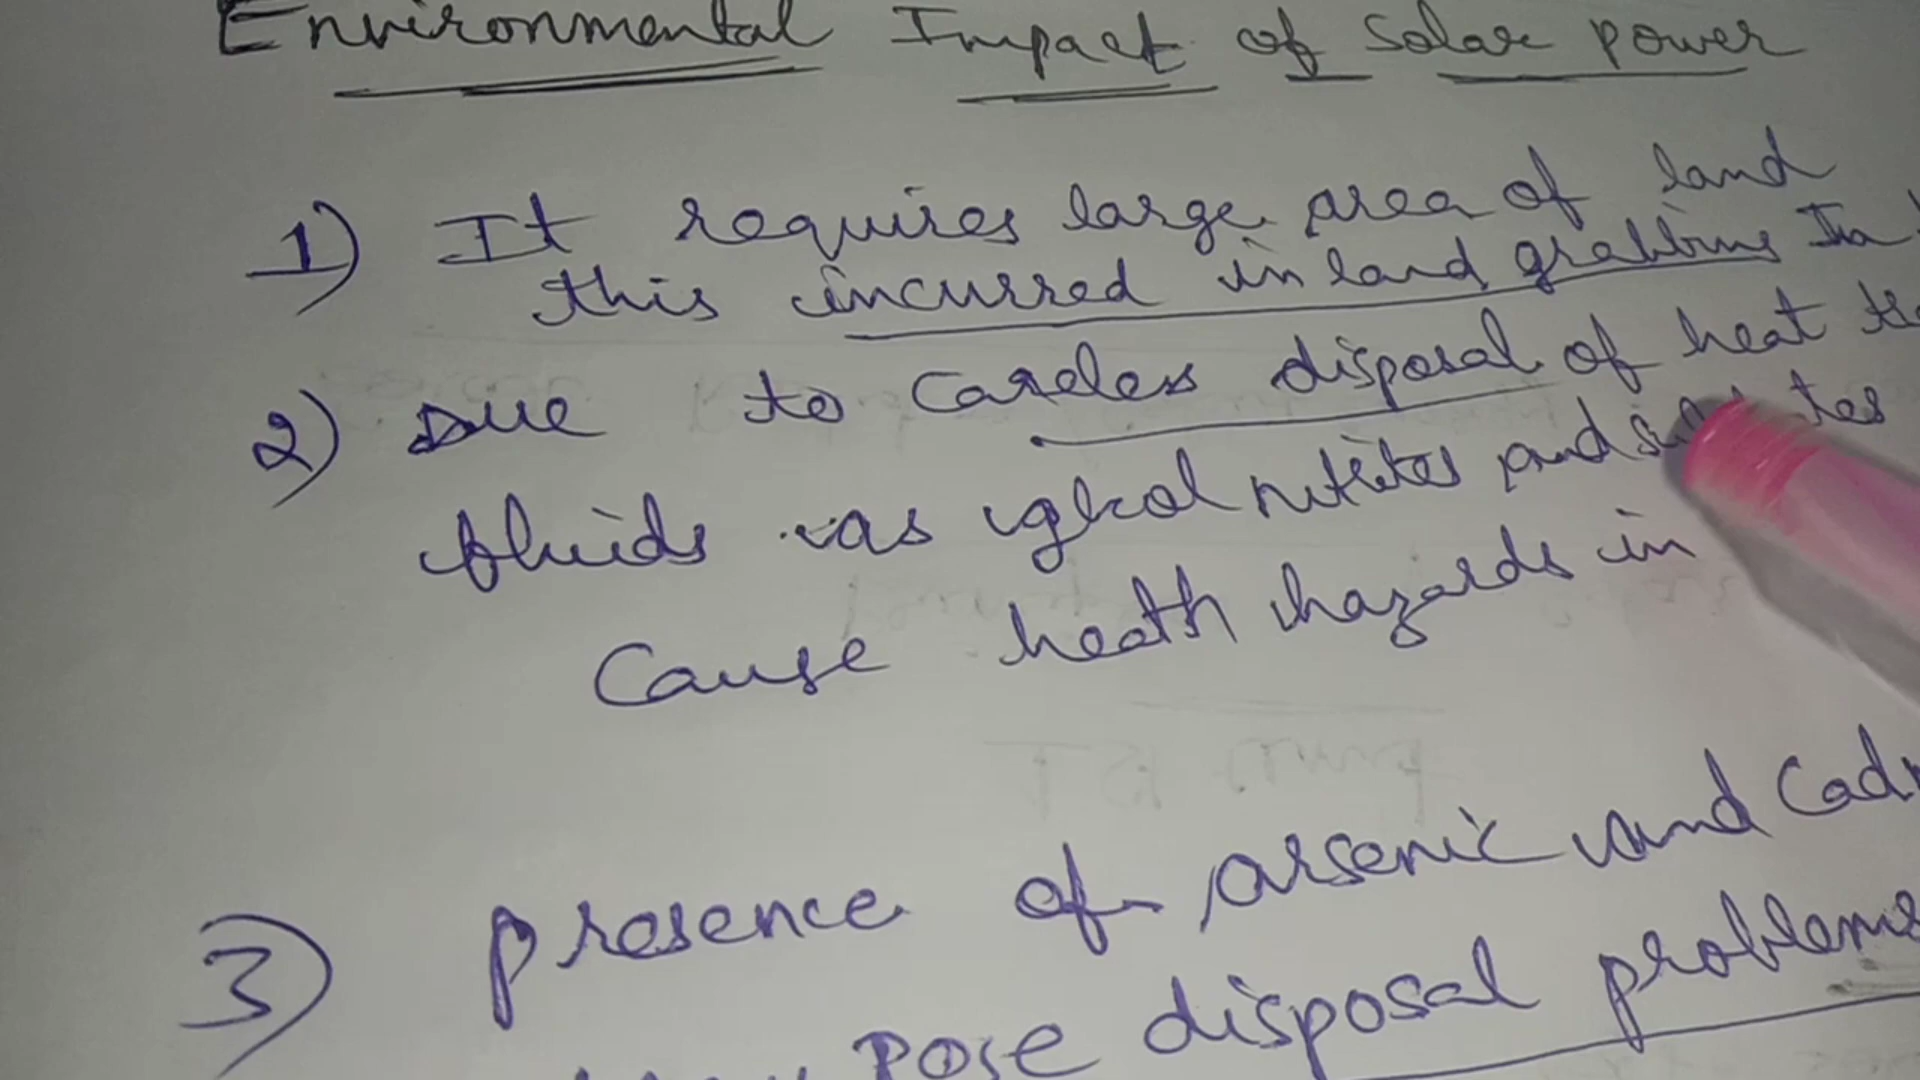 Environmental Impact of Solar power
1) It requires large area of land
this incurred in land grabbing
2) Due to Careless disposal of heat
fluids as nitrites and
Cause heath hazards in
3) presence of arsenic and
pose disposal problems